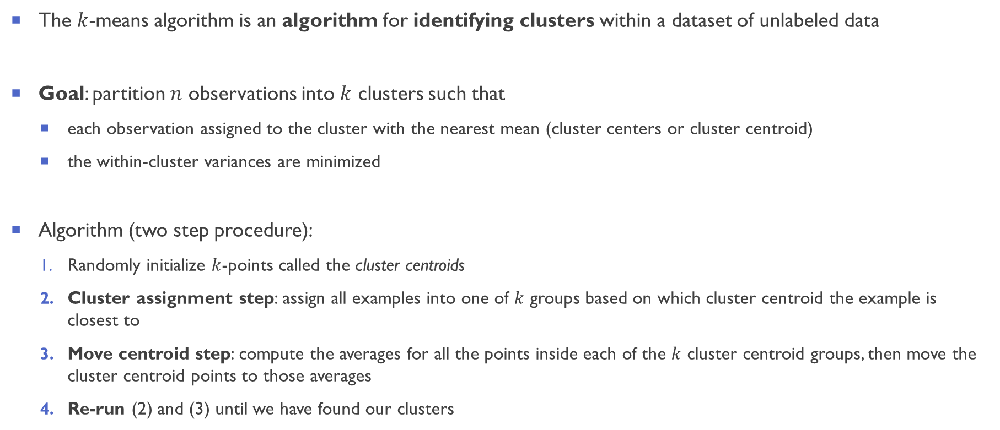 The k-means algorithm is an algorithm for identifying clusters within a dataset of unlabeled data
Goal: partition n observations into k clusters such that
each observation assigned to the cluster with the nearest mean (cluster centers or cluster centroid)
the within-cluster variances are minimized
Algorithm (two step procedure):
1. Randomly initialize k-points called the cluster centroids
2. Cluster assignment step: assign all examples into one of k groups based on which cluster centroid the example is
closest to
3. Move centroid step: compute the averages for all the points inside each of the k cluster centroid groups, then move the
cluster centroid points to those averages
4. Re-run (2) and (3) until we have found our clusters